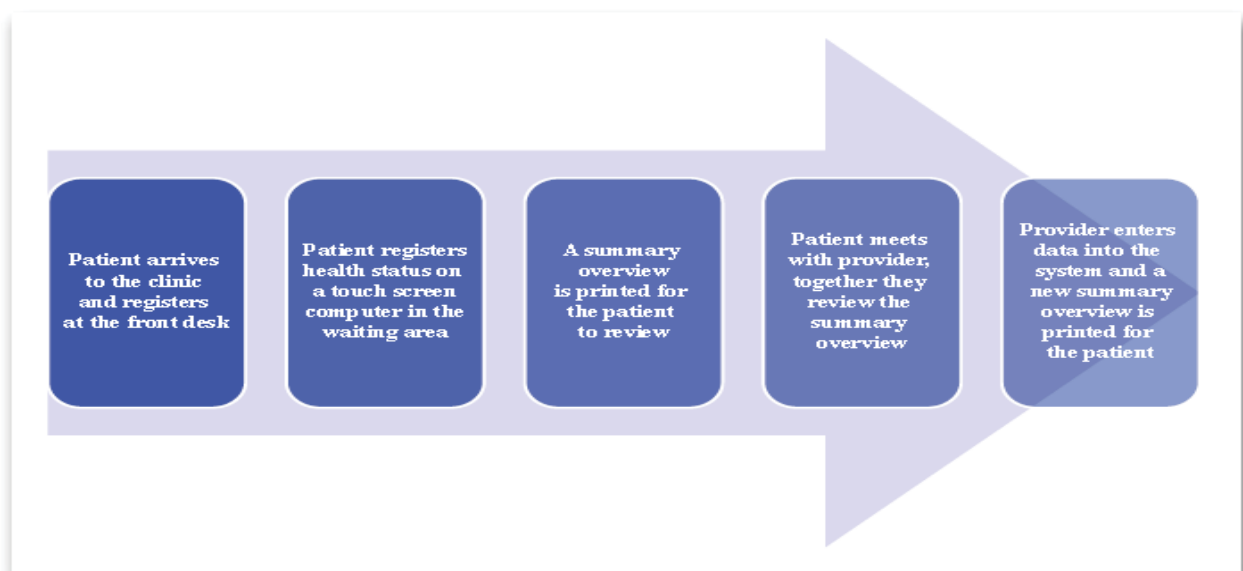 Patient arrives
to the clinic
and registers
at the front desk
Patient registers
health status on
a touch screen
computer in the
waiting area
A summary
overview
is printed for
the patient
to review
Patient meets
with provider,
together they
review the
summary
overview
Provider enters
data into the
system and a
new summary
overview is
printed for
the patient